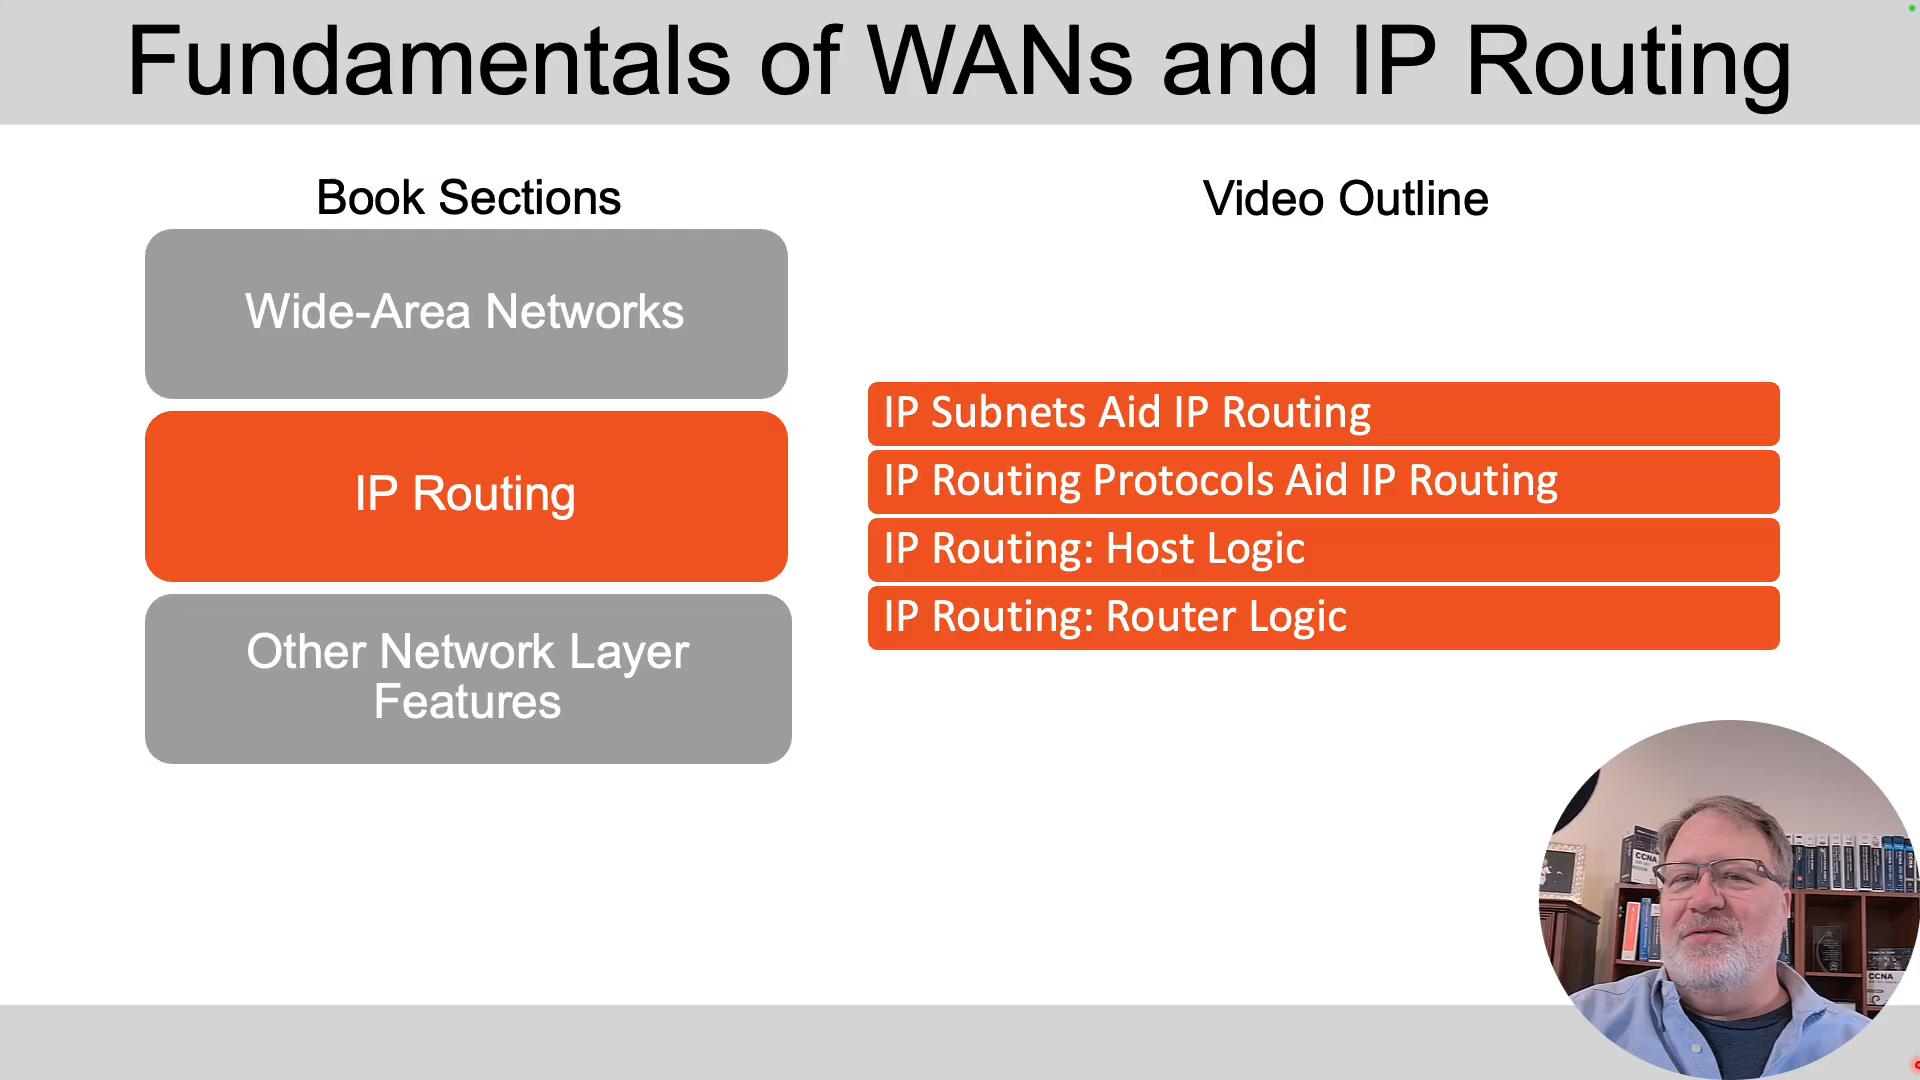 Fundamentals of WANs and IP Routing
Book Sections
Wide-Area Networks
IP Routing
Other Network Layer
Features
Video Outline
IP Subnets Aid IP Routing
IP Routing Protocols Aid IP Routing
IP Routing: Host Logic
IP Routing: Router Logic
CCNA
CCNA